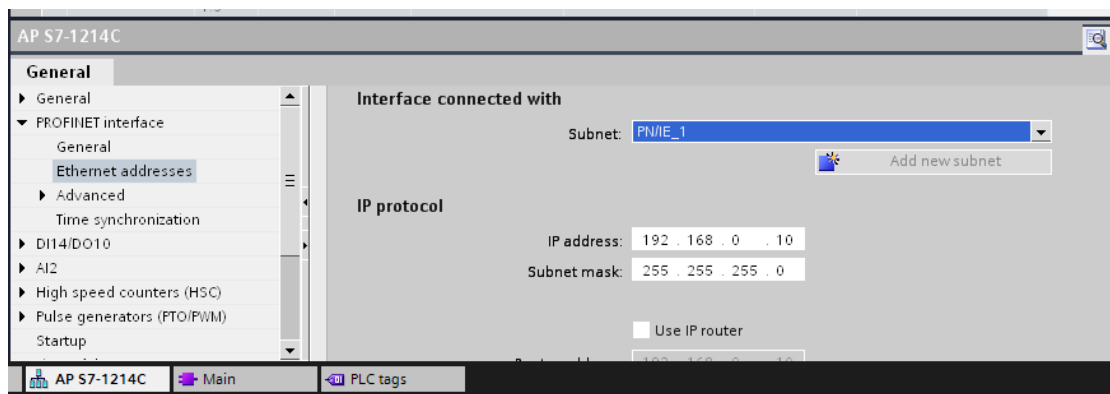 AP S7-1214C
General
General
PROFINET interface
General
Ethernet addresses
Advanced
Time synchronization
DI14/DO10
AI2
High speed counters (HSC)
Pulse generators (PTO/PWM)
Startup
Interface connected with
Subnet: PN/IE_1
Add new subnet
IP protocol
IP address: 192 . 168 . 0 . 10
Subnet mask: 255 . 255 . 255 . 0
Use IP router
AP S7-1214C Main PLC tags